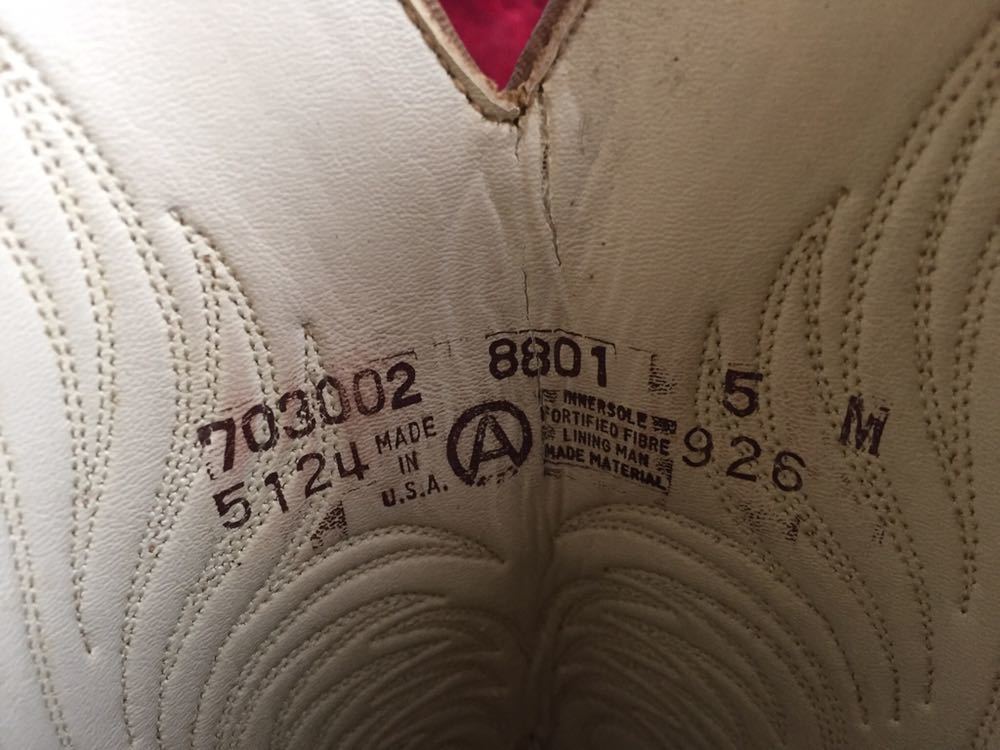 703002 8801 5 M
5124 MADE IN U.S.A. A
INNERSOLE
FORTIFIED FIBRE
LINING MAN
MADE MATERIAL
926